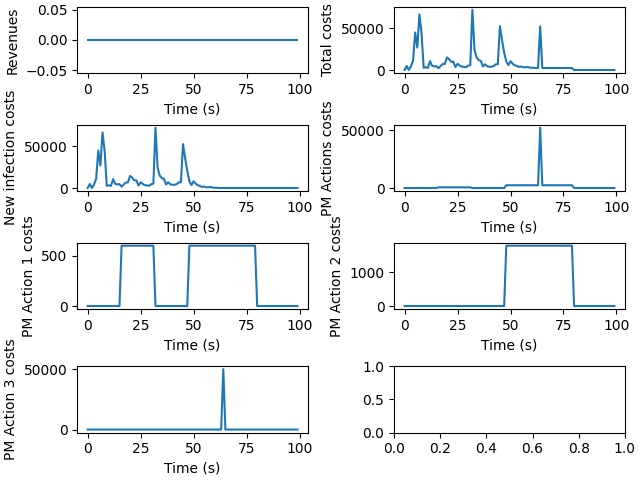 Revenues
0.05
0.00
−0.05
0 25 50 75 100
Time (s)
Total costs
50000
0
0 25 50 75 100
Time (s)
New infection costs
50000
0
0 25 50 75 100
Time (s)
PM Actions costs
50000
0
0 25 50 75 100
Time (s)
PM Action 1 costs
500
0
0 25 50 75 100
Time (s)
PM Action 2 costs
1000
0
0 25 50 75 100
Time (s)
PM Action 3 costs
50000
0
0 25 50 75 100
Time (s)
1.0
0.5
0.0
0.0 0.2 0.4 0.6 0.8 1.0